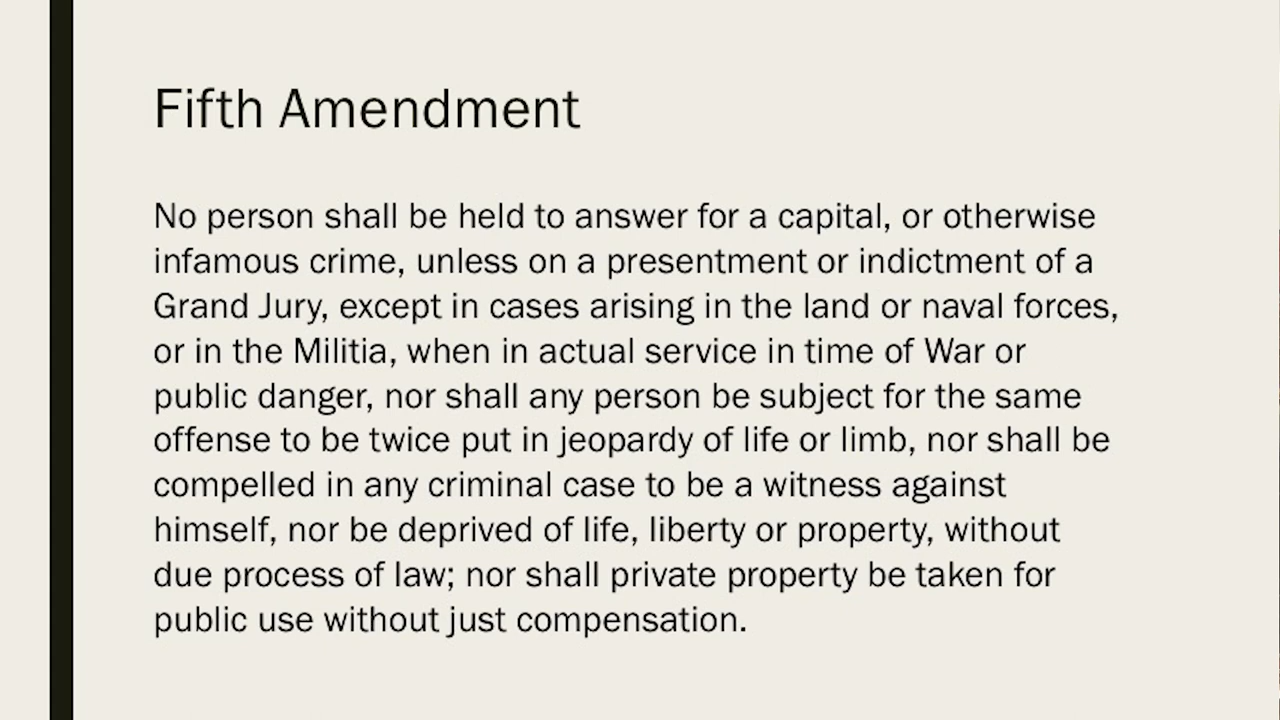 Fifth Amendment
No person shall be held to answer for a capital, or otherwise
infamous crime, unless on a presentment or indictment of a
Grand Jury, except in cases arising in the land or naval forces,
or in the Militia, when in actual service in time of War or
public danger, nor shall any person be subject for the same
offense to be twice put in jeopardy of life or limb, nor shall be
compelled in any criminal case to be a witness against
himself, nor be deprived of life, liberty or property, without
due process of law; nor shall private property be taken for
public use without just compensation.